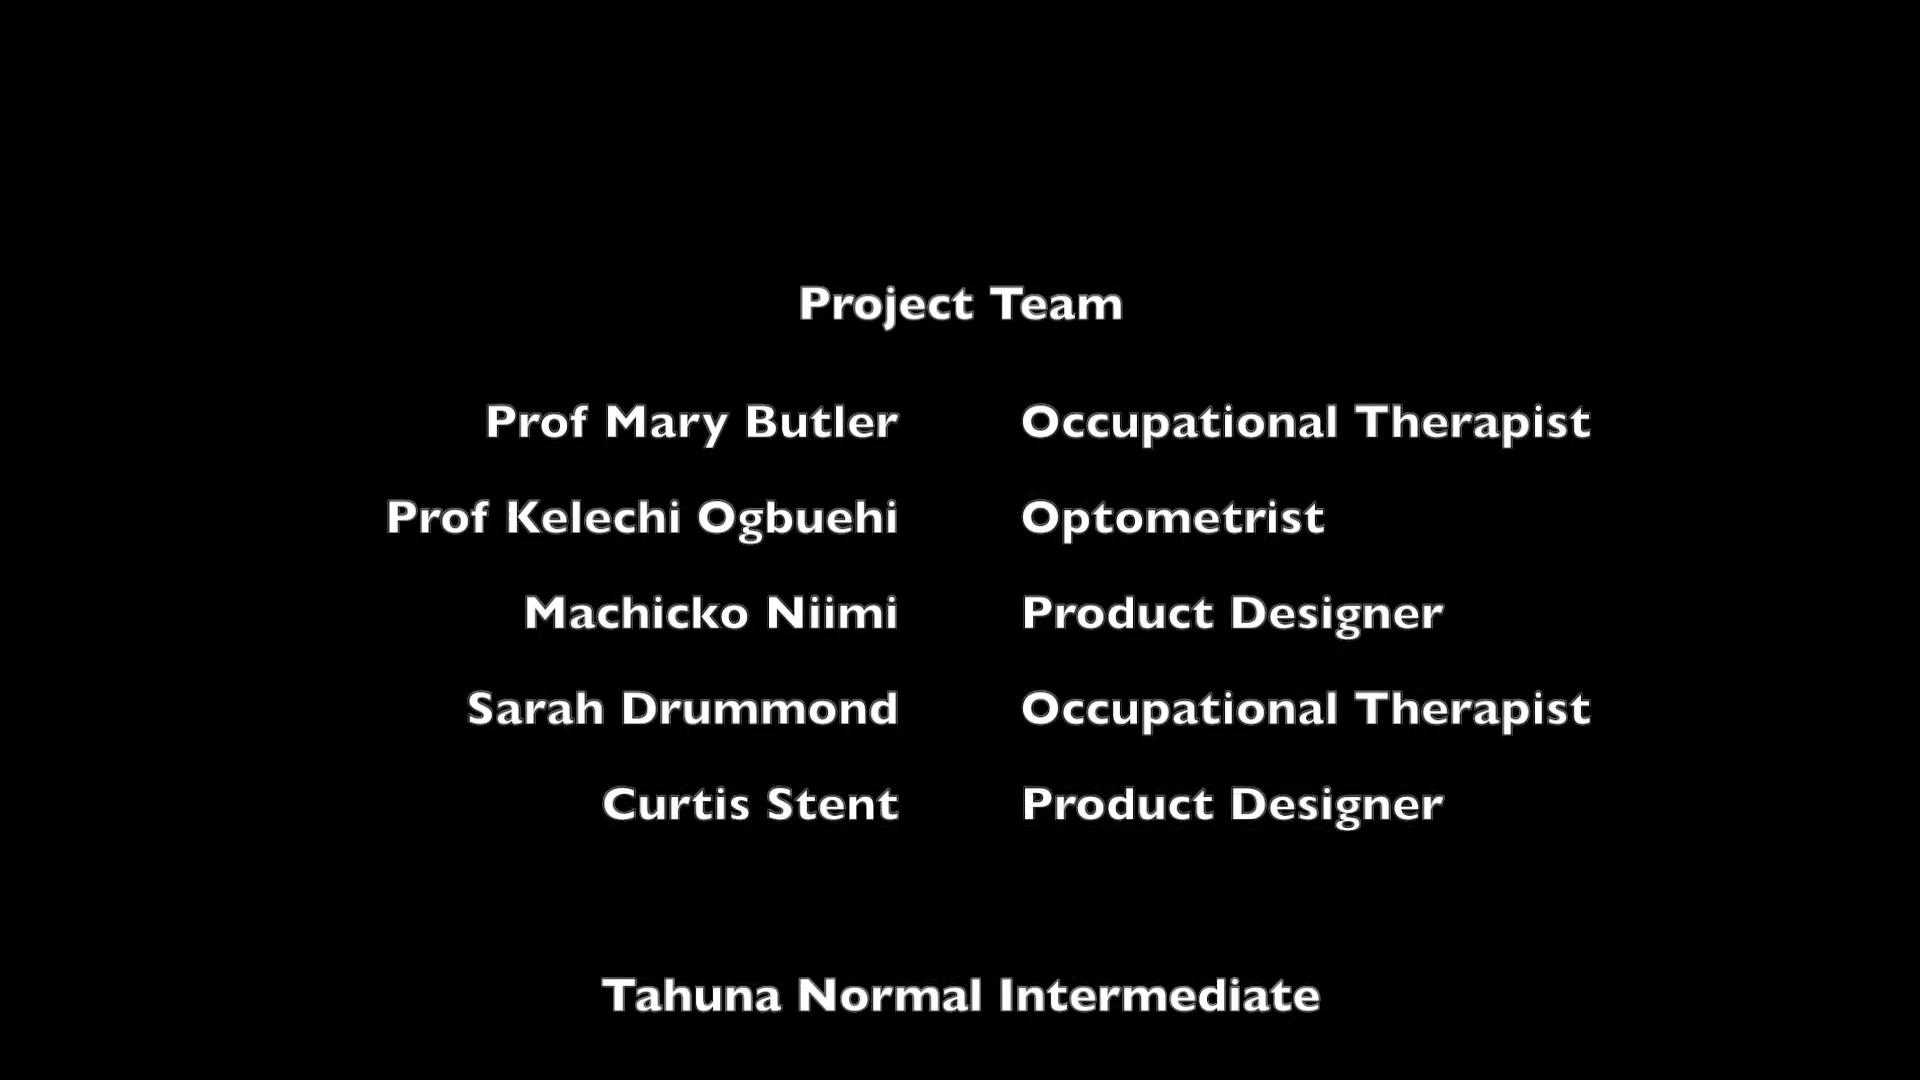 Project Team
Prof Mary Butler Occupational Therapist
Prof Kelechi Ogbuehi Optometrist
Machicko Niimi Product Designer
Sarah Drummond Occupational Therapist
Curtis Stent Product Designer
Tahuna Normal Intermediate